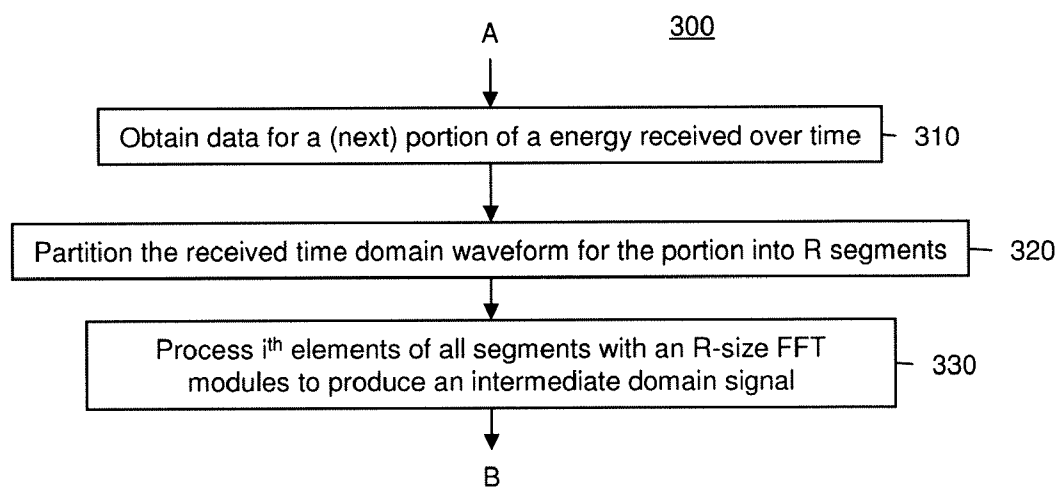 A
300
Obtain data for a (next) portion of a energy received over time
310
Partition the received time domain waveform for the portion into R segments
320
Process iᵗʰ elements of all segments with an R-size FFT
modules to produce an intermediate domain signal
330
B